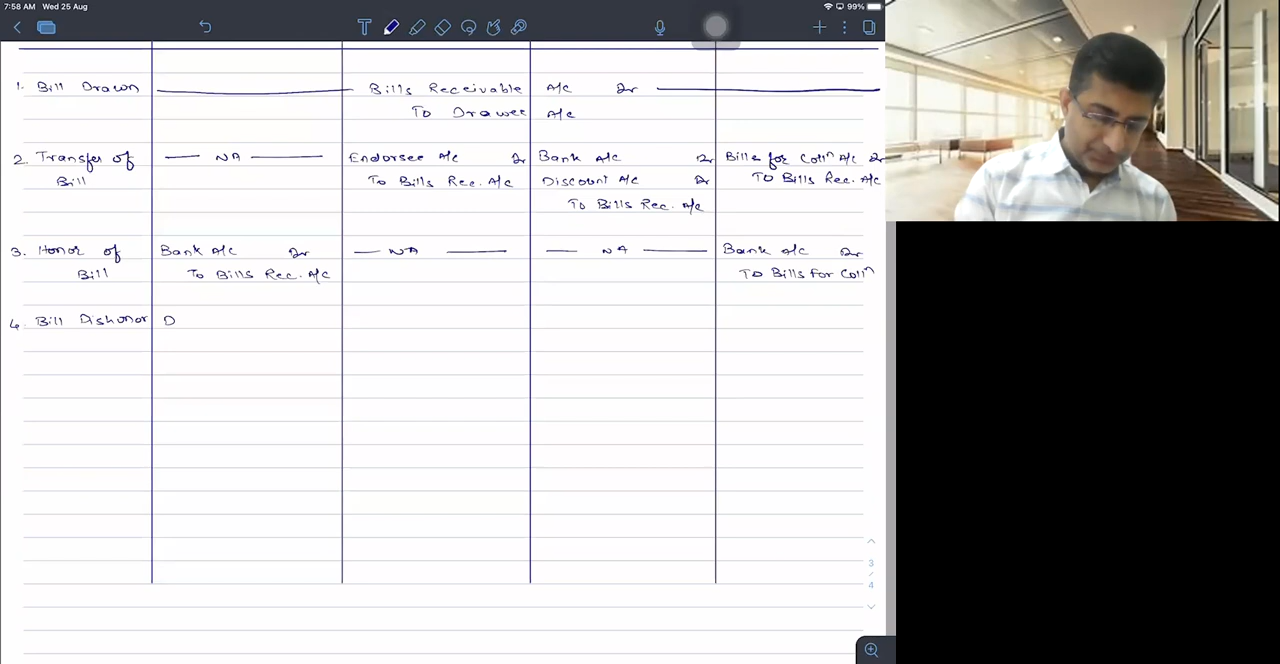 7:58 AM Wed 25 Aug 99%
1. Bill Drawn Bills Receivable A/c Dr
To Drawee A/c
2. Transfer of NA Endorsee A/c Dr Bank A/c Dr Bills for Colln A/c Dr
Bill To Bills Rec. A/c Discount A/c Dr To Bills Rec. A/c
To Bills Rec. A/c
3. Honor of Bank A/c Dr NA NA Bank A/c Dr
Bill To Bills Rec. A/c To Bills For Colln
4. Bill Dishonor D
3
/
4